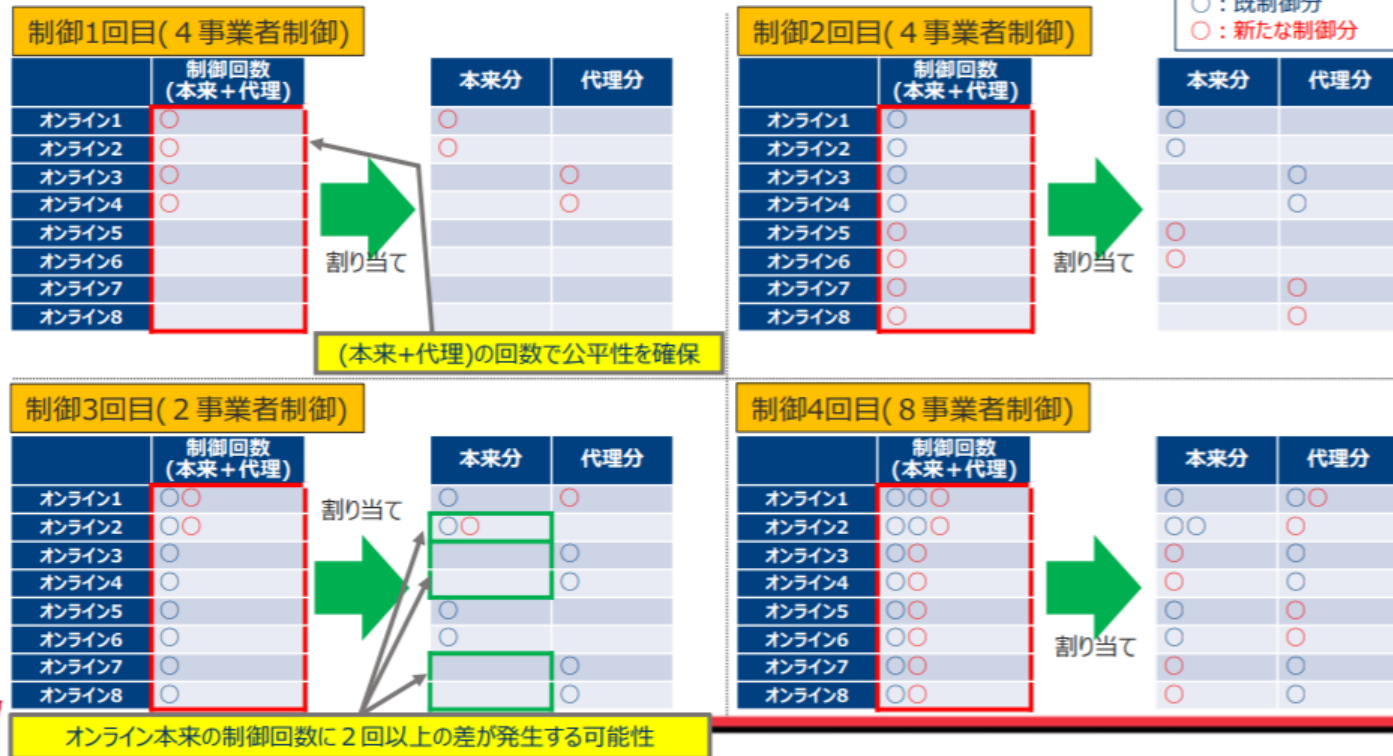 ○：既制御分
○：新たな制御分
制御1回目(４事業者制御)
制御回数
(本来+代理)
本来分 代理分
オンライン1 ○ ○
オンライン2 ○ ○
オンライン3 ○ ○
オンライン4 ○ ○
オンライン5
オンライン6
オンライン7
オンライン8
割り当て
(本来+代理)の回数で公平性を確保
制御2回目(４事業者制御)
制御回数
(本来+代理)
本来分 代理分
オンライン1 ○ ○
オンライン2 ○ ○
オンライン3 ○ ○
オンライン4 ○ ○
オンライン5 ○ ○
オンライン6 ○ ○
オンライン7 ○ ○
オンライン8 ○ ○
割り当て
制御3回目(２事業者制御)
制御回数
(本来+代理)
本来分 代理分
オンライン1 ○○ ○ ○
オンライン2 ○○ ○○
オンライン3 ○ ○
オンライン4 ○ ○
オンライン5 ○ ○
オンライン6 ○ ○
オンライン7 ○ ○
オンライン8 ○ ○
割り当て
オンライン本来の制御回数に２回以上の差が発生する可能性
制御4回目(８事業者制御)
制御回数
(本来+代理)
本来分 代理分
オンライン1 ○○○ ○ ○○
オンライン2 ○○○ ○○ ○
オンライン3 ○○ ○ ○
オンライン4 ○○ ○ ○
オンライン5 ○○ ○ ○
オンライン6 ○○ ○ ○
オンライン7 ○○ ○ ○
オンライン8 ○○ ○ ○
割り当て